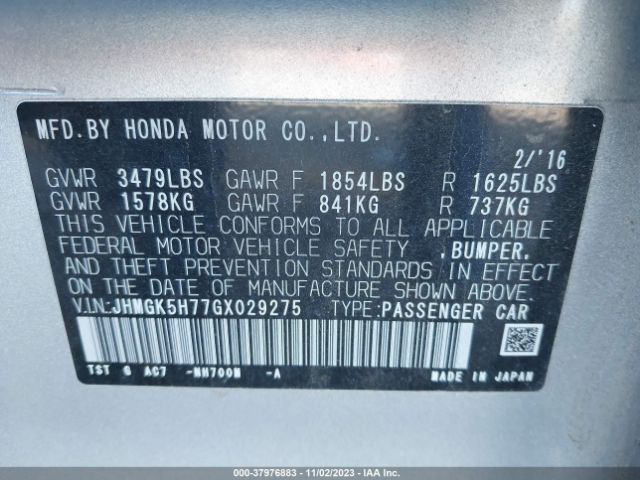 MFD.BY HONDA MOTOR CO.,LTD.
2/'16
GVWR 3479LBS GAWR F 1854LBS R 1625LBS
GVWR 1578KG GAWR F 841KG R 737KG
THIS VEHICLE CONFORMS TO ALL APPLICABLE
FEDERAL MOTOR VEHICLE SAFETY ,BUMPER,
AND THEFT PREVENTION STANDARDS IN EFFECT
ON THE DATE OF MANUFACTURE SHOWN ABOVE.
V.I.N:JHMGK5H77GX029275 TYPE:PASSENGER CAR
TST G AC7 -NH700M -A MADE IN JAPAN
000-37976883 - 11/02/2023 - IAA Inc.